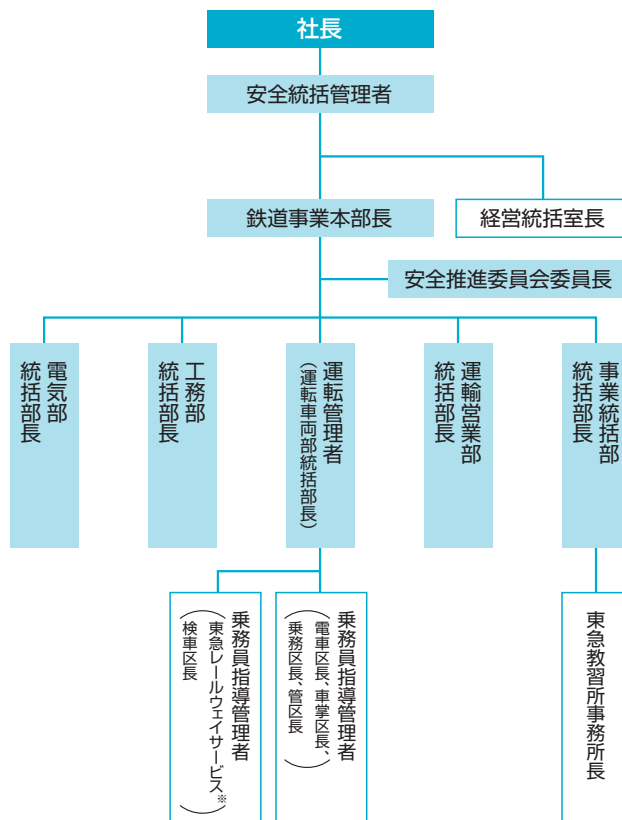 社長
安全統括管理者
鉄道事業本部長
経営統括室長
安全推進委員会委員長
電気部
統括部長
工務部
統括部長
運転管理者
（運転車両部統括部長）
運輸営業部
統括部長
事業統括部
統括部長
乗務員指導管理者
（東急レールウェイサービス※
検車区長）
乗務員指導管理者
（電車区長、車掌区長、
乗務区長、管区長）
東急教習所事務所長